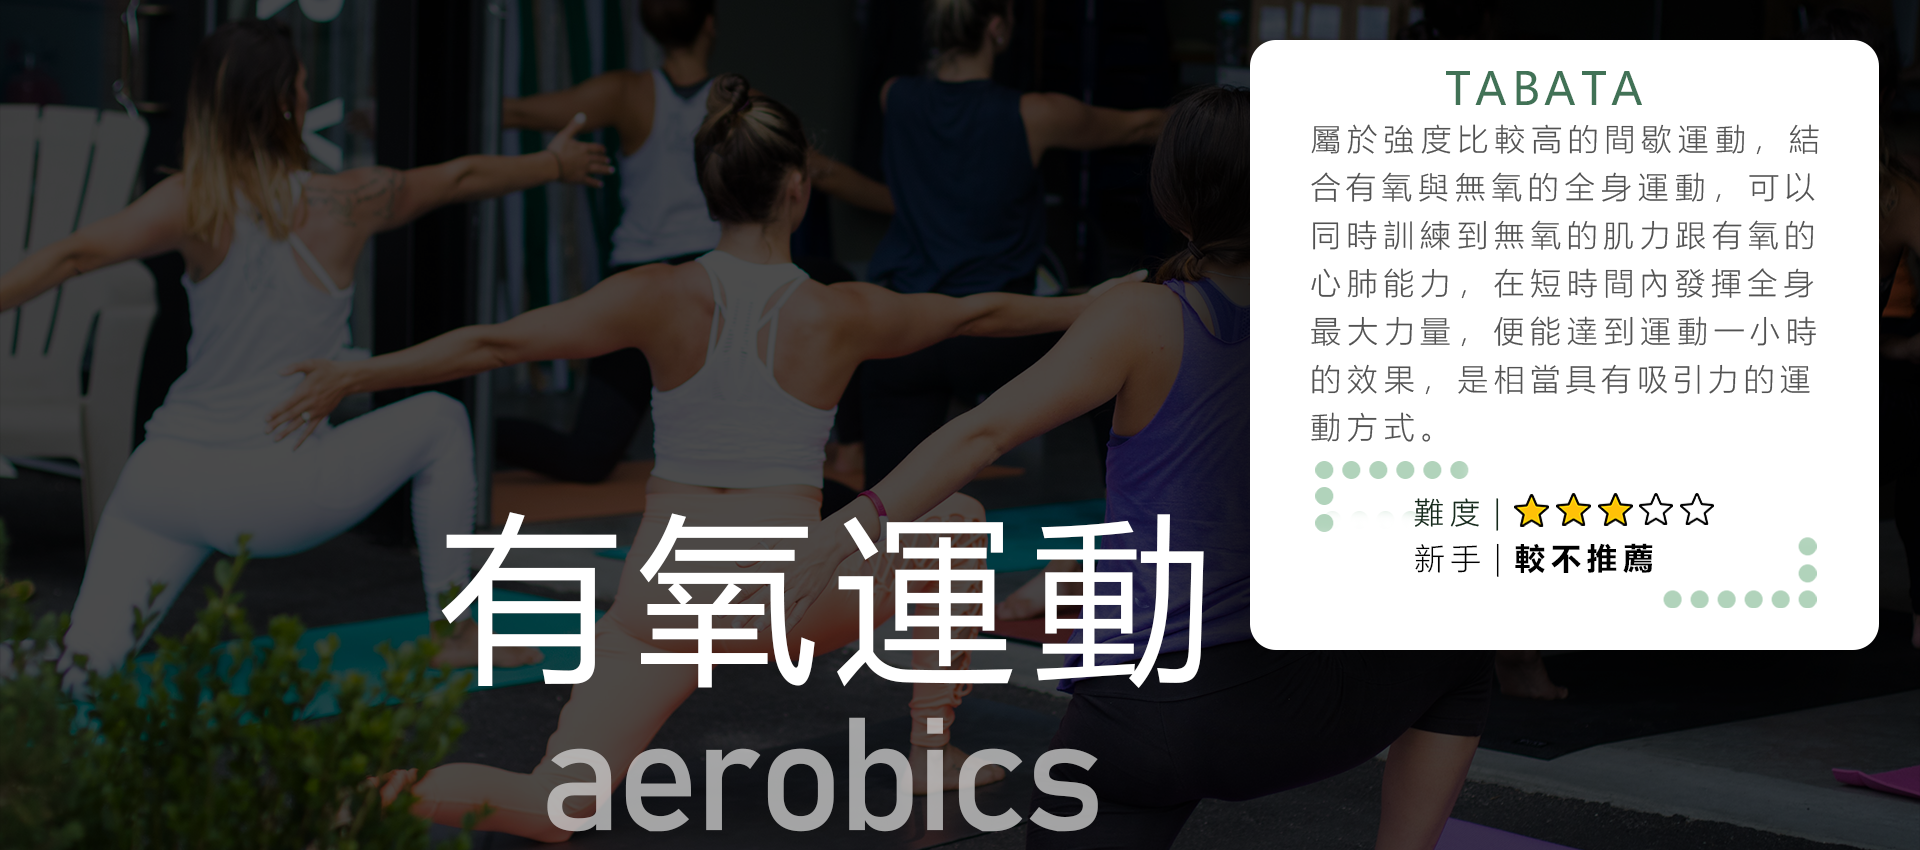 TABATA
屬於強度比較高的間歇運動，結
合有氧與無氧的全身運動，可以
同時訓練到無氧的肌力跟有氧的
心肺能力，在短時間內發揮全身
最大力量，便能達到運動一小時
的效果，是相當具有吸引力的運
動方式。
難度|
新手|較不推薦
有氧運動
aerobics